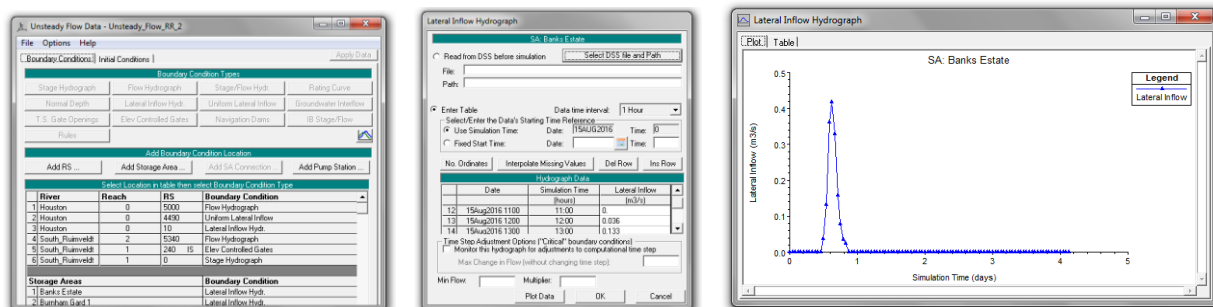 Unsteady Flow Data - Unsteady_Flow_RR_2
File Options Help
Boundary Conditions Initial Conditions Apply Data
Boundary Condition Types
Stage Hydrograph Flow Hydrograph Stage/Flow Hydr. Rating Curve
Normal Depth Lateral Inflow Hydr. Uniform Lateral Inflow Groundwater Interflow
T.S. Gate Openings Elev Controlled Gates Navigation Dams IB Stage/Flow
Rules
Add Boundary Condition Location
Add RS ... Add Storage Area ... Add SA Connection ... Add Pump Station ...
Select Location in table then select Boundary Condition Type
River Reach RS Boundary Condition
1 Houston 0 5000 Flow Hydrograph
2 Houston 0 4490 Uniform Lateral Inflow
3 Houston 0 10 Lateral Inflow Hydr.
4 South_Ruimveldt 2 5340 Flow Hydrograph
5 South_Ruimveldt 1 240 IS Elev Controlled Gates
6 South_Ruimveldt 1 0 Stage Hydrograph
Storage Areas Boundary Condition
1 Banks Estate Lateral Inflow Hydr.
2 Burnham Gard 1 Lateral Inflow Hydr.
Lateral Inflow Hydrograph
SA: Banks Estate
Read from DSS before simulation Select DSS file and Path
File:
Path:
Enter Table Data time interval: 1 Hour
Select/Enter the Data's Starting Time Reference
Use Simulation Time: Date: 15AUG2016 Time: 0
Fixed Start Time: Date: Time:
No. Ordinates Interpolate Missing Values Del Row Ins Row
Hydrograph Data
Date Simulation Time Lateral Inflow
(hours) (m3/s)
12 15Aug2016 1100 11:00 0.
13 15Aug2016 1200 12:00 0.036
14 15Aug2016 1300 13:00 0.133
Time Step Adjustment Options ("Critical" boundary conditions)
Monitor this hydrograph for adjustments to computational time step
Max Change in Flow (without changing time step):
Min Flow: Multiplier:
Plot Data OK Cancel
Lateral Inflow Hydrograph
Plot Table
SA: Banks Estate
Legend
Lateral Inflow
Lateral Inflow (m3/s)
0.5
0.4
0.3
0.2
0.1
0.0
0 1 2 3 4 5
Simulation Time (days)